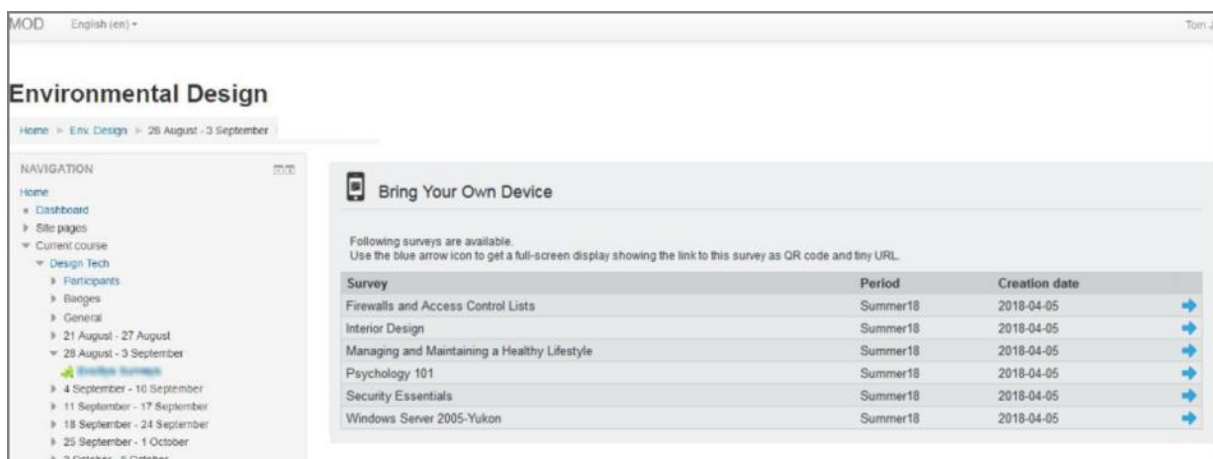 MOD English (en)
Tom J
Environmental Design
Home Env. Design 28 August - 3 September
NAVIGATION
Home
Dashboard
Site pages
Current course
Design Tech
Participants
Badges
General
21 August - 27 August
28 August - 3 September
4 September - 10 September
11 September - 17 September
18 September - 24 September
25 September - 1 October
Bring Your Own Device
Following surveys are available.
Use the blue arrow icon to get a full-screen display showing the link to this survey as QR code and tiny URL.
Survey Period Creation date
Firewalls and Access Control Lists Summer18 2018-04-05
Interior Design Summer18 2018-04-05
Managing and Maintaining a Healthy Lifestyle Summer18 2018-04-05
Psychology 101 Summer18 2018-04-05
Security Essentials Summer18 2018-04-05
Windows Server 2005-Yukon Summer18 2018-04-05